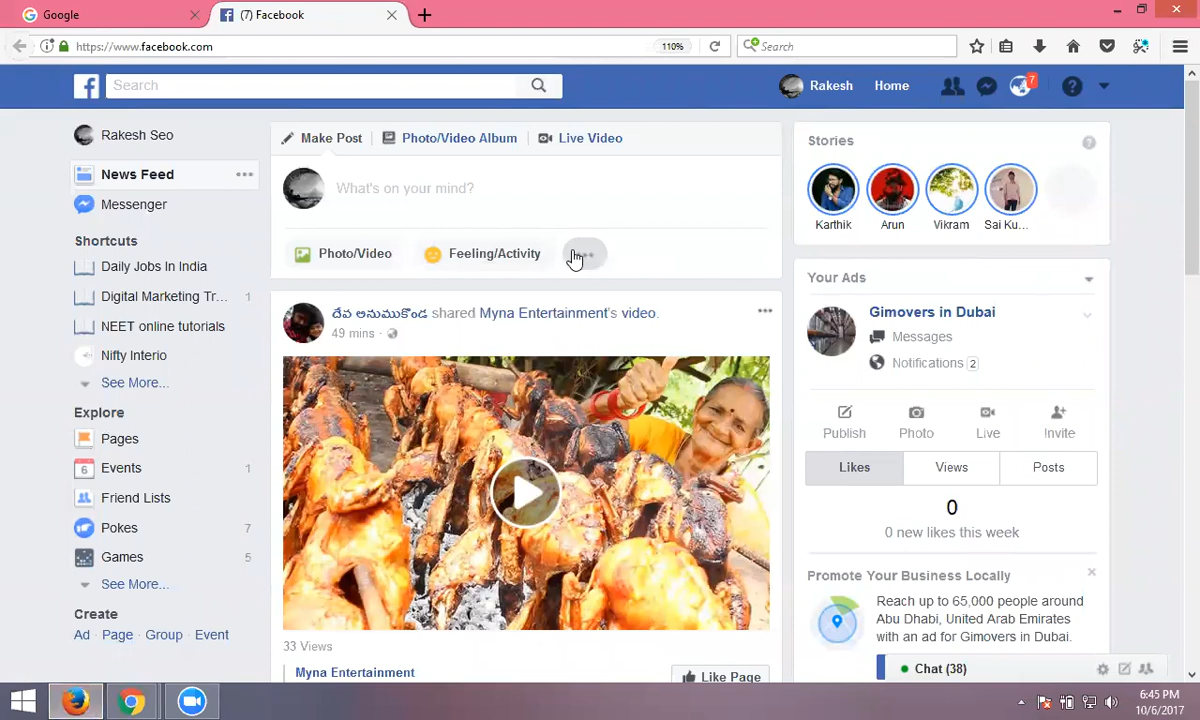 Google
(7) Facebook
https://www.facebook.com
110%
Search
Search
Rakesh
Home
7
Rakesh Seo
News Feed
Messenger
Shortcuts
Daily Jobs In India
Digital Marketing Tr... 1
NEET online tutorials
Nifty Interio
See More...
Explore
Pages
Events 1
Friend Lists
Pokes 7
Games 5
See More...
Create
Ad · Page · Group · Event
Make Post
Photo/Video Album
Live Video
What's on your mind?
Photo/Video
Feeling/Activity
దేవ అనుముకొండ shared Myna Entertainment's video.
49 mins ·
33 Views
Myna Entertainment
Like Page
Stories
Karthik
Arun
Vikram
Sai Ku...
Your Ads
Gimovers in Dubai
Messages
Notifications 2
Publish
Photo
Live
Invite
Likes
Views
Posts
0
0 new likes this week
Promote Your Business Locally
Reach up to 65,000 people around
Abu Dhabi, United Arab Emirates
with an ad for Gimovers in Dubai.
Chat (38)
6:45 PM
10/6/2017